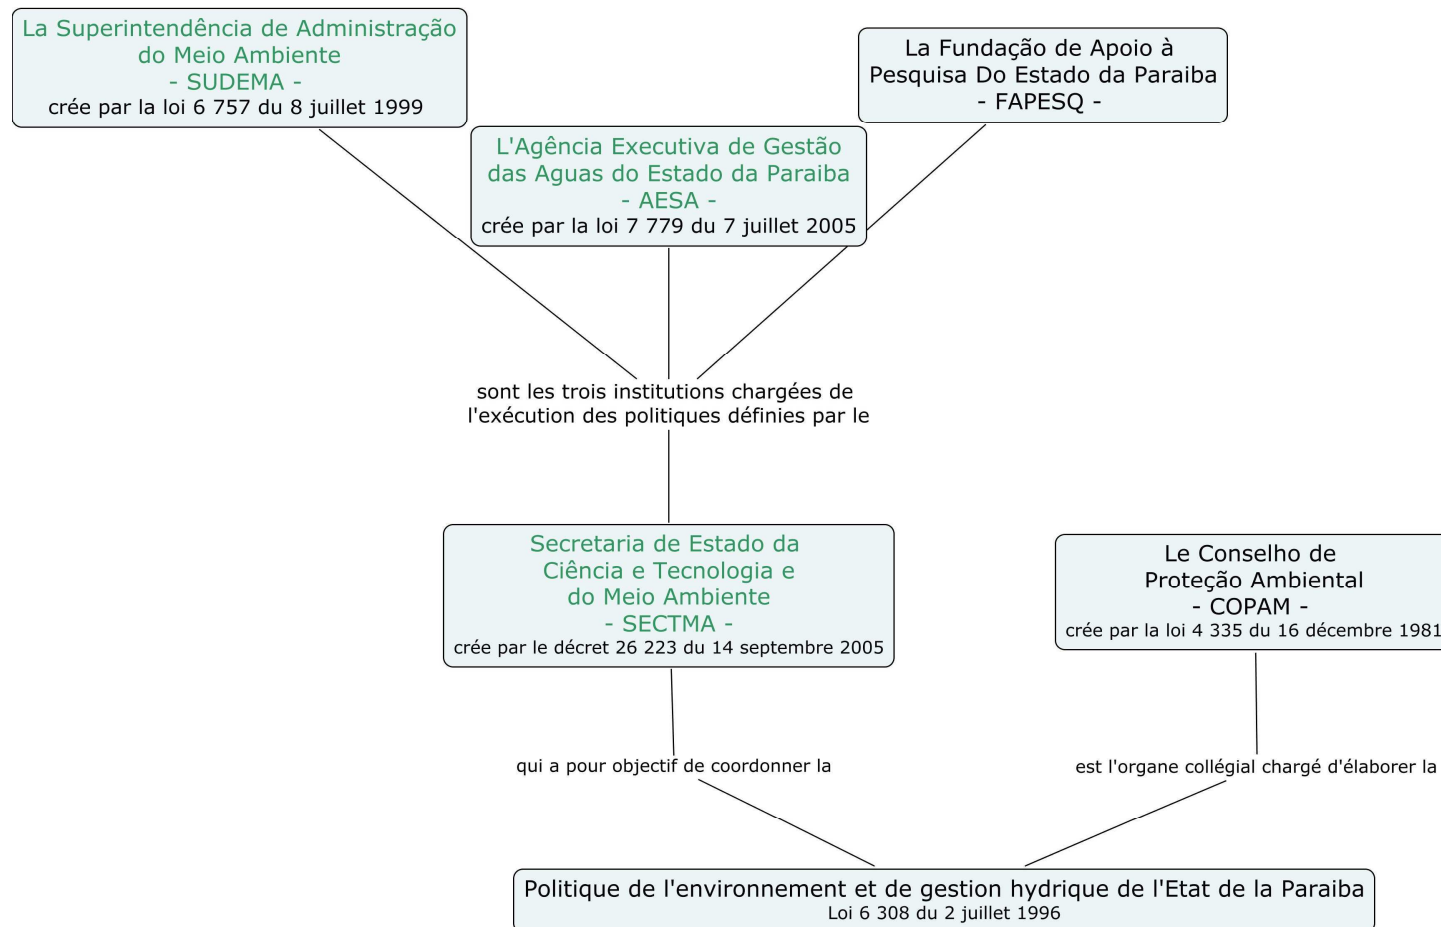 La Superintendência de Administração
do Meio Ambiente
- SUDEMA -
crée par la loi 6 757 du 8 juillet 1999
La Fundação de Apoio à
Pesquisa Do Estado da Paraiba
- FAPESQ -
L'Agência Executiva de Gestão
das Aguas do Estado da Paraiba
- AESA -
crée par la loi 7 779 du 7 juillet 2005
sont les trois institutions chargées de
l'exécution des politiques définies par le
Secretaria de Estado da
Ciência e Tecnologia e
do Meio Ambiente
- SECTMA -
crée par le décret 26 223 du 14 septembre 2005
Le Conselho de
Proteção Ambiental
- COPAM -
crée par la loi 4 335 du 16 décembre 1981
qui a pour objectif de coordonner la
est l'organe collégial chargé d'élaborer la
Politique de l'environnement et de gestion hydrique de l'Etat de la Paraiba
Loi 6 308 du 2 juillet 1996